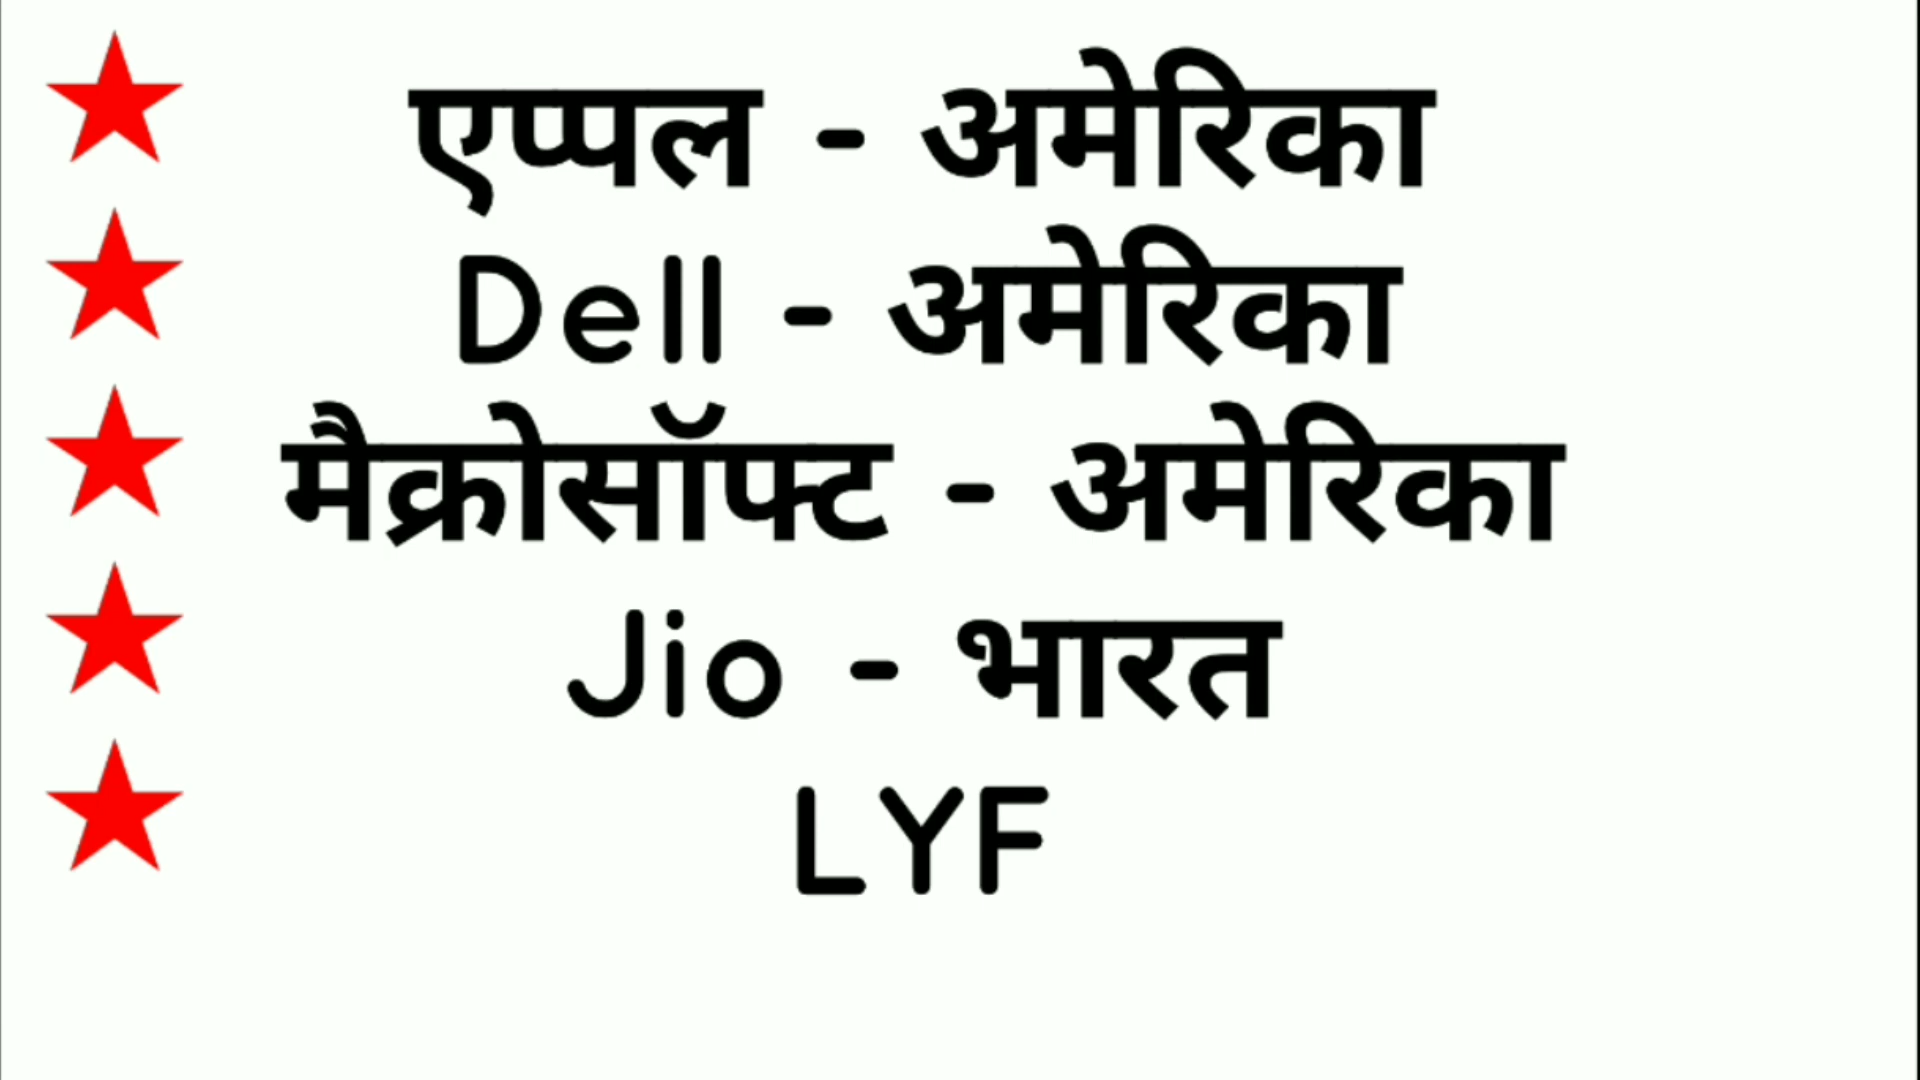 एप्पल - अमेरिका
Dell - अमेरिका
मैक्रोसॉफ्ट - अमेरिका
Jio - भारत
LYF